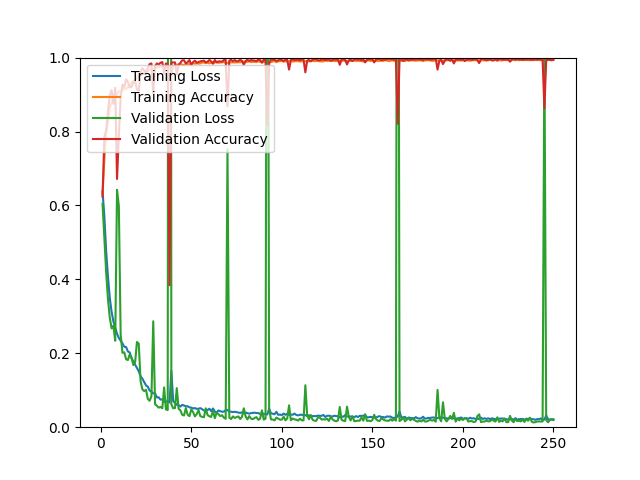 1.0
0.8
0.6
0.4
0.2
0.0
Training Loss
Training Accuracy
Validation Loss
Validation Accuracy
0 50 100 150 200 250